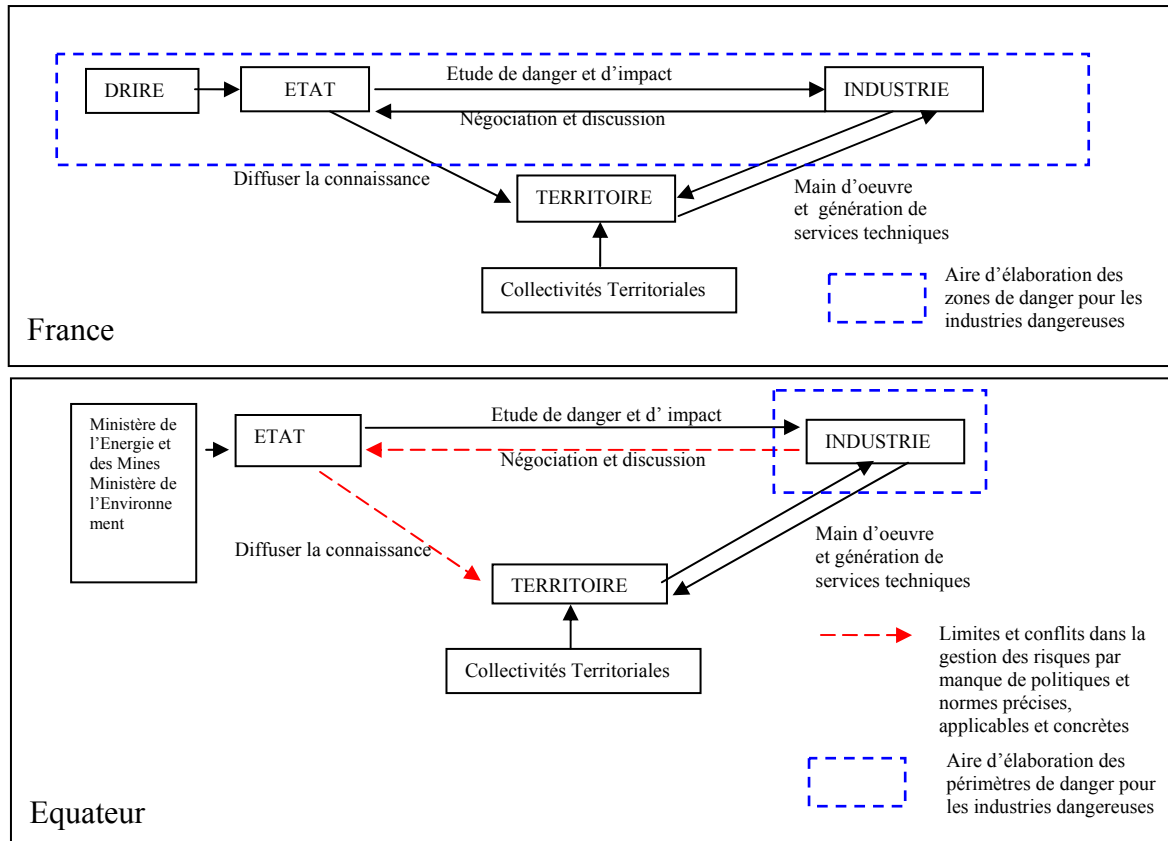 DRIRE
ETAT
Etude de danger et d'impact
INDUSTRIE
Négociation et discussion
Diffuser la connaissance
TERRITOIRE
Main d'oeuvre
et génération de
services techniques
Collectivités Territoriales
Aire d'élaboration des
zones de danger pour les
industries dangereuses
France
Ministère de
l'Energie et
des Mines
Ministère de
l'Environne
ment
ETAT
Etude de danger et d' impact
INDUSTRIE
Négociation et discussion
Diffuser la connaissance
TERRITOIRE
Main d'oeuvre
et génération de
services techniques
Collectivités Territoriales
Limites et conflits dans la
gestion des risques par
manque de politiques et
normes précises,
applicables et concrètes
Aire d'élaboration des
périmètres de danger pour
les industries dangereuses
Equateur